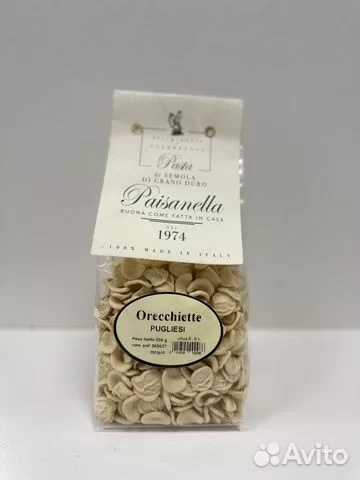 Pasta
di SEMOLA
DI GRANO DURO
Paisanella
BUONA COME FATTA IN CASA
DAL
1974
100% MADE IN ITALY
Orecchiette
PUGLIESI
Peso Netto 500 g
Avito